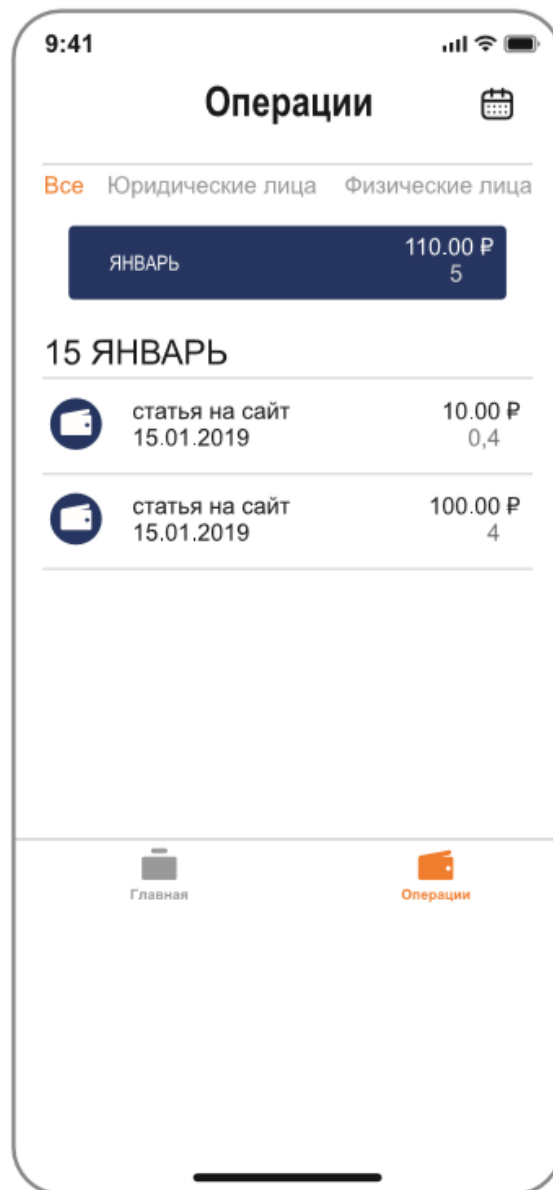 9:41
Операции
Все Юридические лица Физические лица
ЯНВАРЬ 110.00 ₽
5
15 ЯНВАРЬ
статья на сайт 10.00 ₽
15.01.2019 0,4
статья на сайт 100.00 ₽
15.01.2019 4
Главная Операции